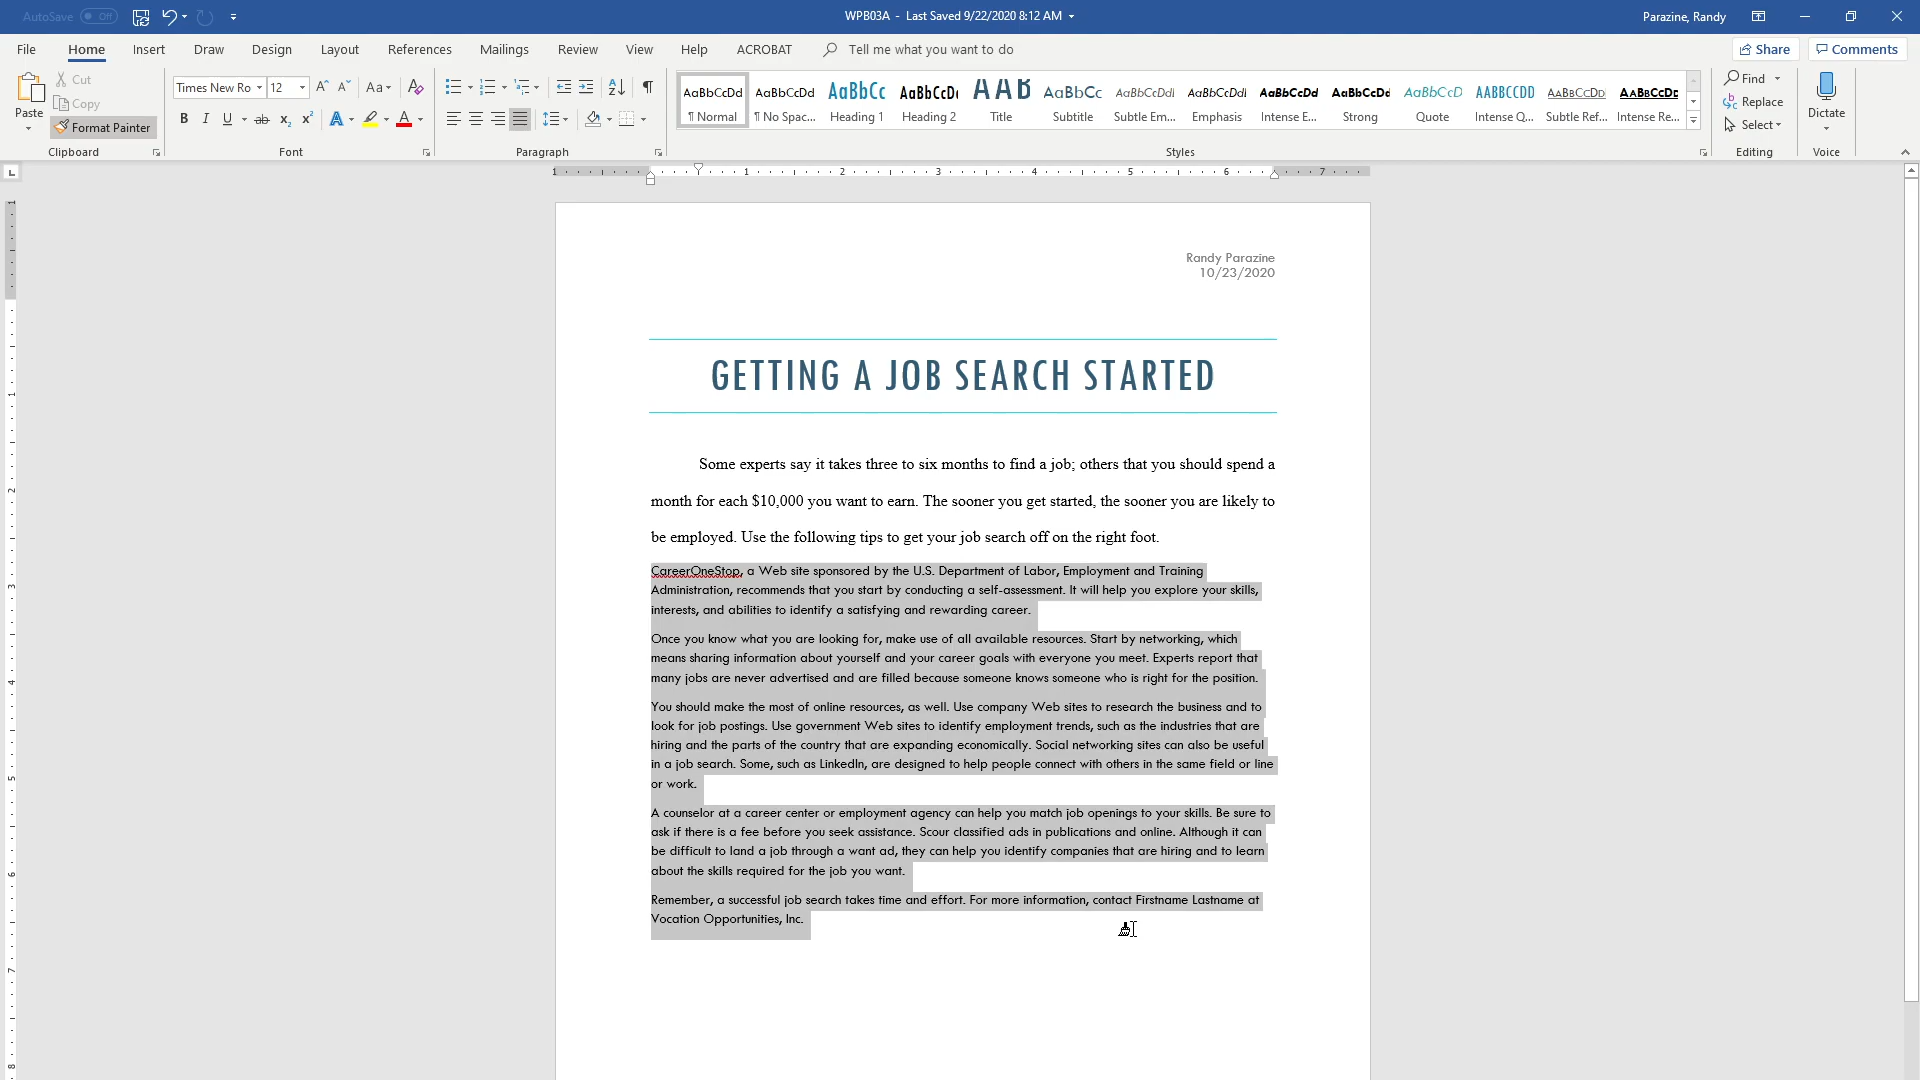 AutoSave Off
WPB03A - Last Saved 9/22/2020 8:12 AM
Parazine, Randy
File Home Insert Draw Design Layout References Mailings Review View Help ACROBAT Tell me what you want to do
Share Comments
Paste
Cut
Copy
Format Painter
Clipboard
Times New Ro 12
Aa
Font
Paragraph
AaBbCcDd AaBbCcDd AaBbCc AaBbCcD AAB AaBbCc AaBbCcDd AaBbCcDd AaBbCcDd AaBbCcDd AaBbCcD AABBCCDD AABBCCDD AABBCCDD
¶ Normal ¶ No Spac... Heading 1 Heading 2 Title Subtitle Subtle Em... Emphasis Intense E... Strong Quote Intense Q... Subtle Ref... Intense Re...
Styles
Find
Replace
Select
Editing
Dictate
Voice
1 1 2 3 4 5 6 7
Randy Parazine
10/23/2020
GETTING A JOB SEARCH STARTED
Some experts say it takes three to six months to find a job; others that you should spend a
month for each $10,000 you want to earn. The sooner you get started, the sooner you are likely to
be employed. Use the following tips to get your job search off on the right foot.
CareerOneStop, a Web site sponsored by the U.S. Department of Labor, Employment and Training
Administration, recommends that you start by conducting a self-assessment. It will help you explore your skills,
interests, and abilities to identify a satisfying and rewarding career.
Once you know what you are looking for, make use of all available resources. Start by networking, which
means sharing information about yourself and your career goals with everyone you meet. Experts report that
many jobs are never advertised and are filled because someone knows someone who is right for the position.
You should make the most of online resources, as well. Use company Web sites to research the business and to
look for job postings. Use government Web sites to identify employment trends, such as the industries that are
hiring and the parts of the country that are expanding economically. Social networking sites can also be useful
in a job search. Some, such as LinkedIn, are designed to help people connect with others in the same field or line
or work.
A counselor at a career center or employment agency can help you match job openings to your skills. Be sure to
ask if there is a fee before you seek assistance. Scour classified ads in publications and online. Although it can
be difficult to land a job through a want ad, they can help you identify companies that are hiring and to learn
about the skills required for the job you want.
Remember, a successful job search takes time and effort. For more information, contact Firstname Lastname at
Vocation Opportunities, Inc.